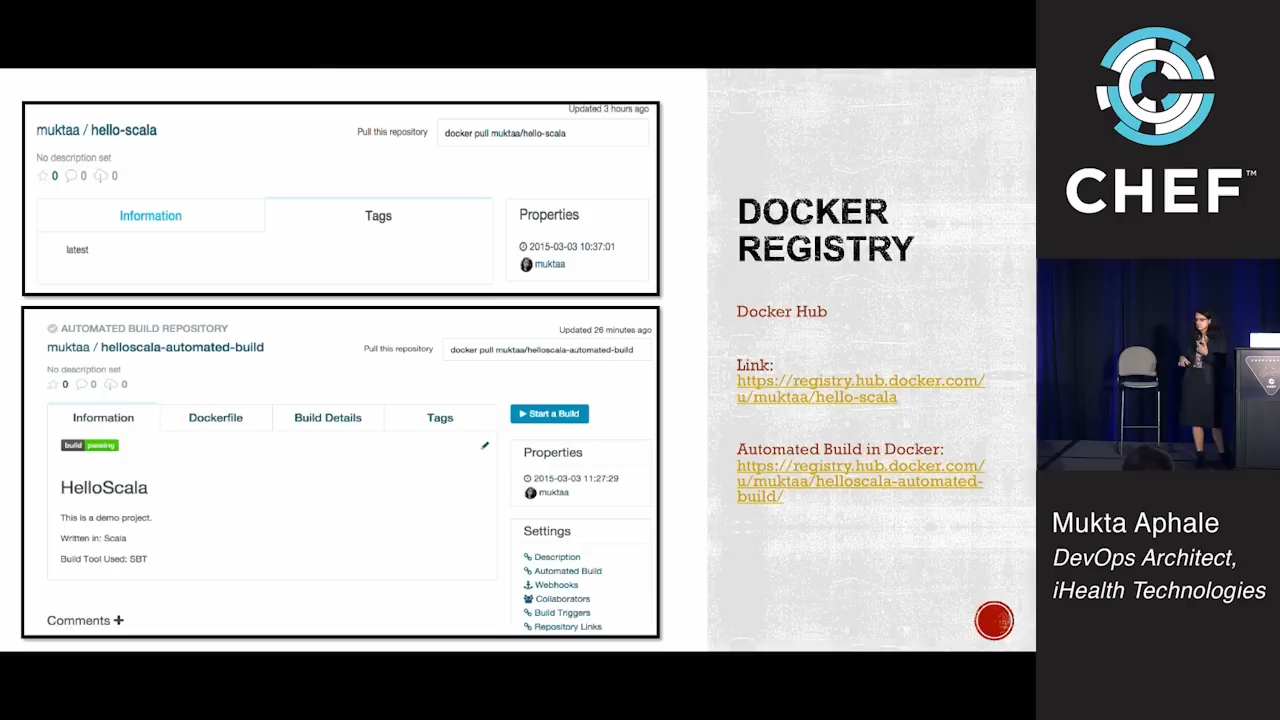 Updated 3 hours ago
muktaa / hello-scala
Pull this repository
docker pull muktaa/hello-scala
No description set
0 0 0
Information
Tags
Properties
latest
2015-03-03 10:37:01
muktaa
AUTOMATED BUILD REPOSITORY
Updated 26 minutes ago
muktaa / helloscala-automated-build
Pull this repository
docker pull muktaa/helloscala-automated-build
No description set
0 0 0
Information
Dockerfile
Build Details
Tags
Start a Build
build passing
Properties
HelloScala
2015-03-03 11:27:29
muktaa
This is a demo project.
Written in: Scala
Build Tool Used: SBT
Settings
Description
Automated Build
Webhooks
Collaborators
Build Triggers
Repository Links
Comments +
DOCKER
REGISTRY
Docker Hub
Link:
https://registry.hub.docker.com/
u/muktaa/hello-scala
Automated Build in Docker:
https://registry.hub.docker.com/
u/muktaa/helloscala-automated-
build/
CHEF™
Mukta Aphale
DevOps Architect,
iHealth Technologies